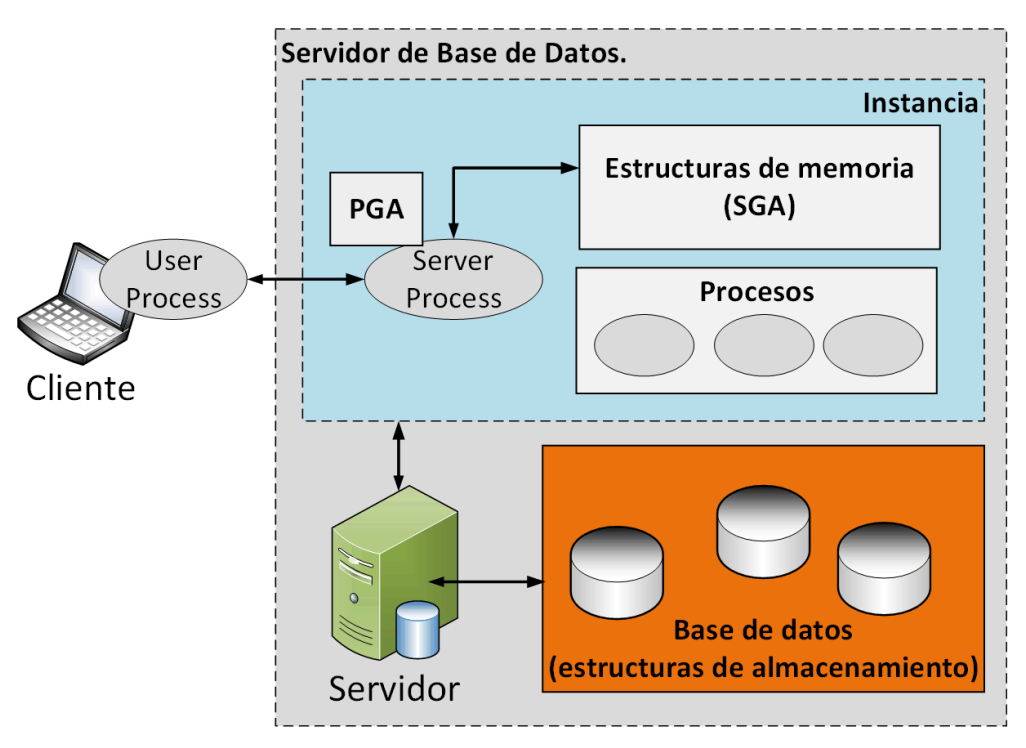 Servidor de Base de Datos.
Instancia
Estructuras de memoria
(SGA)
PGA
User
Process
Server
Process
Procesos
Cliente
Servidor
Base de datos
(estructuras de almacenamiento)